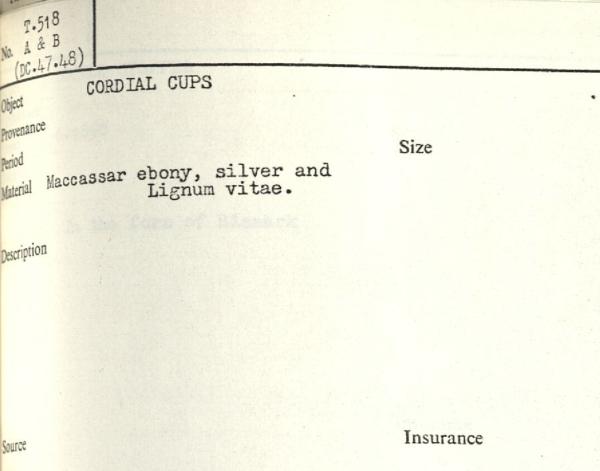 T.518
No. A & B
(DC.47.48)
Object CORDIAL CUPS
Provenance
Size
Period
Material Maccassar ebony, silver and
Lignum vitae.
Description
Source
Insurance